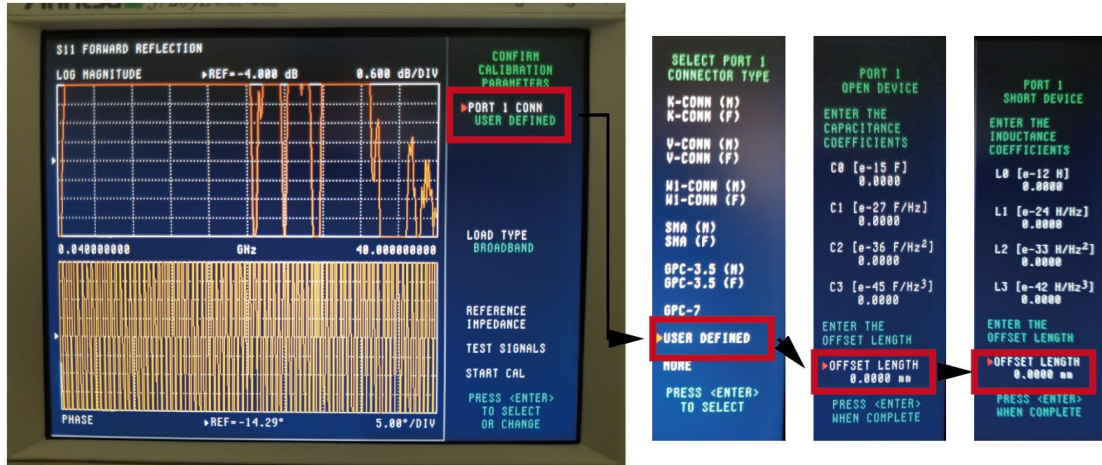 S11 FORWARD REFLECTION
LOG MAGNITUDE ▶REF=-4.000 dB 0.600 dB/DIV
0.040000000 GHz 40.000000000
PHASE ▶REF=-14.29° 5.00°/DIV
CONFIRM
CALIBRATION
PARAMETERS
▶PORT 1 CONN
USER DEFINED
LOAD TYPE
BROADBAND
REFERENCE
IMPEDANCE
TEST SIGNALS
START CAL
PRESS <ENTER>
TO SELECT
OR CHANGE
SELECT PORT 1
CONNECTOR TYPE
K-CONN (M)
K-CONN (F)
V-CONN (M)
V-CONN (F)
W1-CONN (M)
W1-CONN (F)
SMA (M)
SMA (F)
GPC-3.5 (M)
GPC-3.5 (F)
GPC-7
▶USER DEFINED
MORE
PRESS <ENTER>
TO SELECT
PORT 1
OPEN DEVICE
ENTER THE
CAPACITANCE
COEFFICIENTS
C0 [e-15 F]
0.0000
C1 [e-27 F/Hz]
0.0000
C2 [e-36 F/Hz²]
0.0000
C3 [e-45 F/Hz³]
0.0000
ENTER THE
OFFSET LENGTH
▶OFFSET LENGTH
0.0000 mm
PRESS <ENTER>
WHEN COMPLETE
PORT 1
SHORT DEVICE
ENTER THE
INDUCTANCE
COEFFICIENTS
L0 [e-12 H]
0.0000
L1 [e-24 H/Hz]
0.0000
L2 [e-33 H/Hz²]
0.0000
L3 [e-42 H/Hz³]
0.0000
ENTER THE
OFFSET LENGTH
▶OFFSET LENGTH
0.0000 mm
PRESS <ENTER>
WHEN COMPLETE